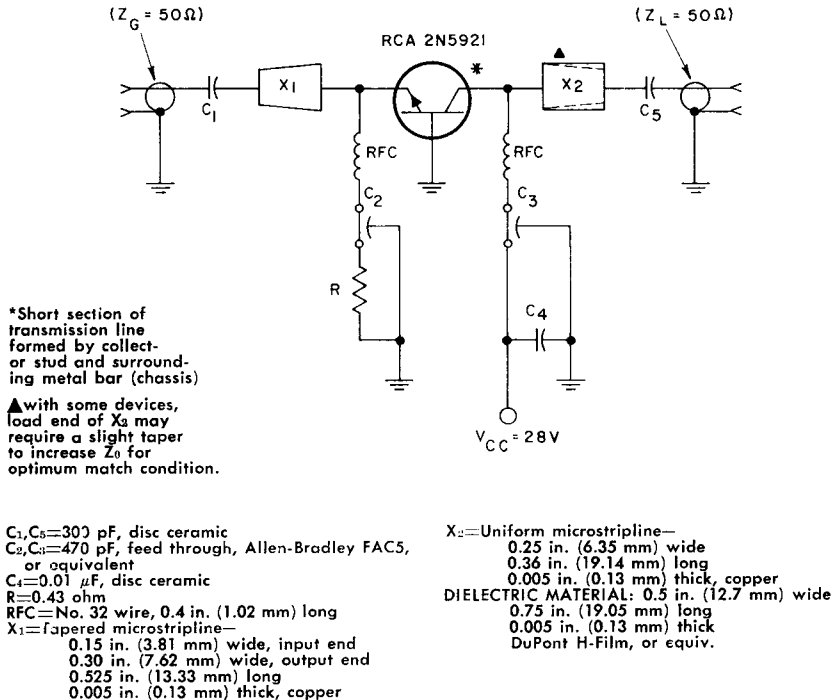 (Z_G = 50Ω)
(Z_L = 50Ω)
RCA 2N5921
▲
*
C₁
X₁
X₂
C₅
RFC
RFC
C₂
C₃
R
C₄
V_CC = 28V
*Short section of
transmission line
formed by collect-
or stud and surround-
ing metal bar (chassis)
▲with some devices,
load end of X₂ may
require a slight taper
to increase Z₀ for
optimum match condition.
C₁,C₅=300 pF, disc ceramic
C₂,C₃=470 pF, feed through, Allen-Bradley FAC5,
or equivalent
C₄=0.01 μF, disc ceramic
R=0.43 ohm
RFC=No. 32 wire, 0.4 in. (1.02 mm) long
X₁=Tapered microstripline—
0.15 in. (3.81 mm) wide, input end
0.30 in. (7.62 mm) wide, output end
0.525 in. (13.33 mm) long
0.005 in. (0.13 mm) thick, copper
X₂=Uniform microstripline—
0.25 in. (6.35 mm) wide
0.36 in. (19.14 mm) long
0.005 in. (0.13 mm) thick, copper
DIELECTRIC MATERIAL: 0.5 in. (12.7 mm) wide
0.75 in. (19.05 mm) long
0.005 in. (0.13 mm) thick
DuPont H-Film, or equiv.